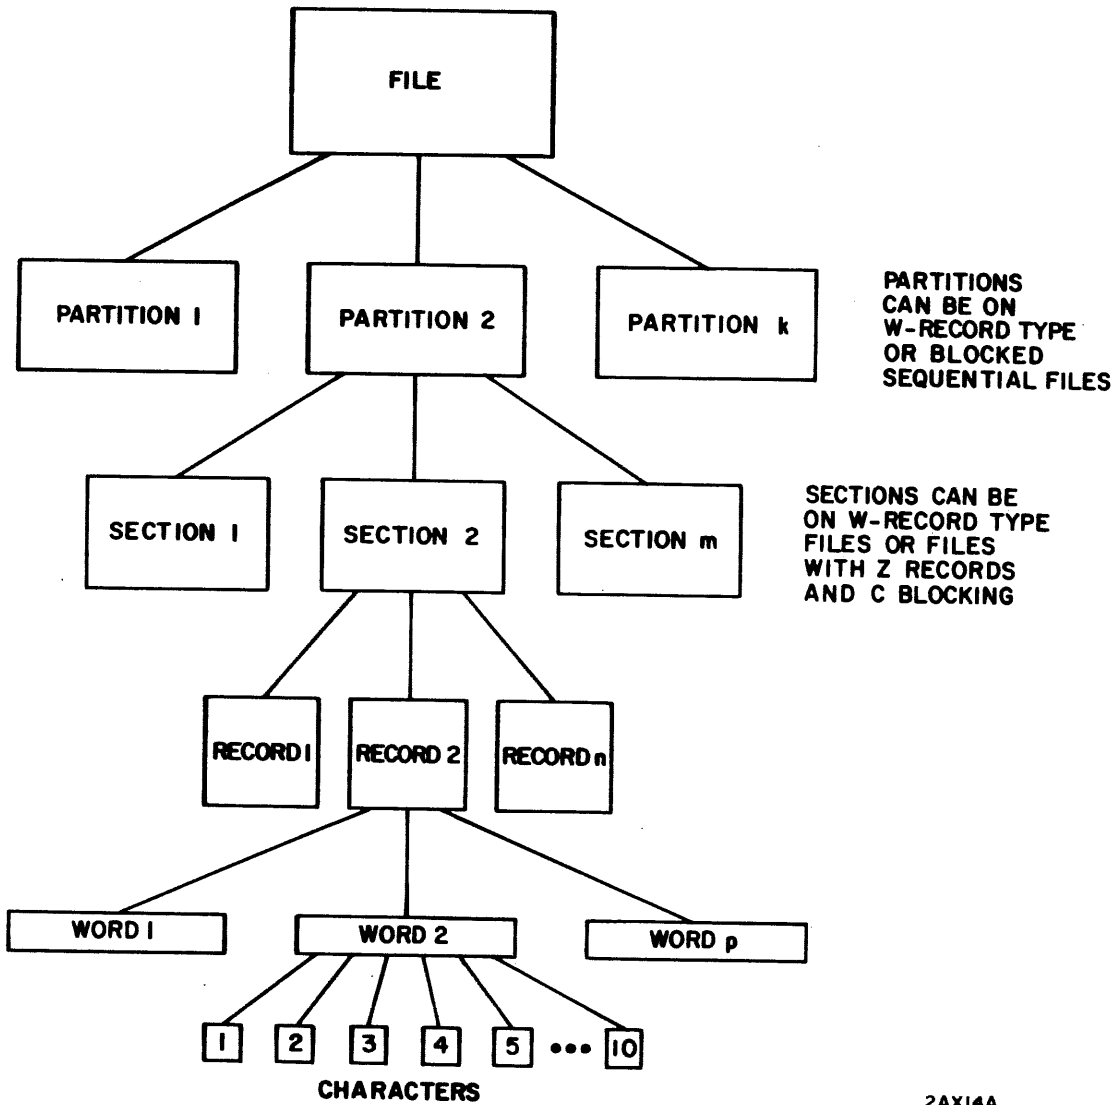 FILE
PARTITION 1
PARTITION 2
PARTITION k
PARTITIONS
CAN BE ON
W-RECORD TYPE
OR BLOCKED
SEQUENTIAL FILES
SECTION 1
SECTION 2
SECTION m
SECTIONS CAN BE
ON W-RECORD TYPE
FILES OR FILES
WITH Z RECORDS
AND C BLOCKING
RECORD 1
RECORD 2
RECORD n
WORD 1
WORD 2
WORD p
1 2 3 4 5 ••• 10
CHARACTERS
2AX14A